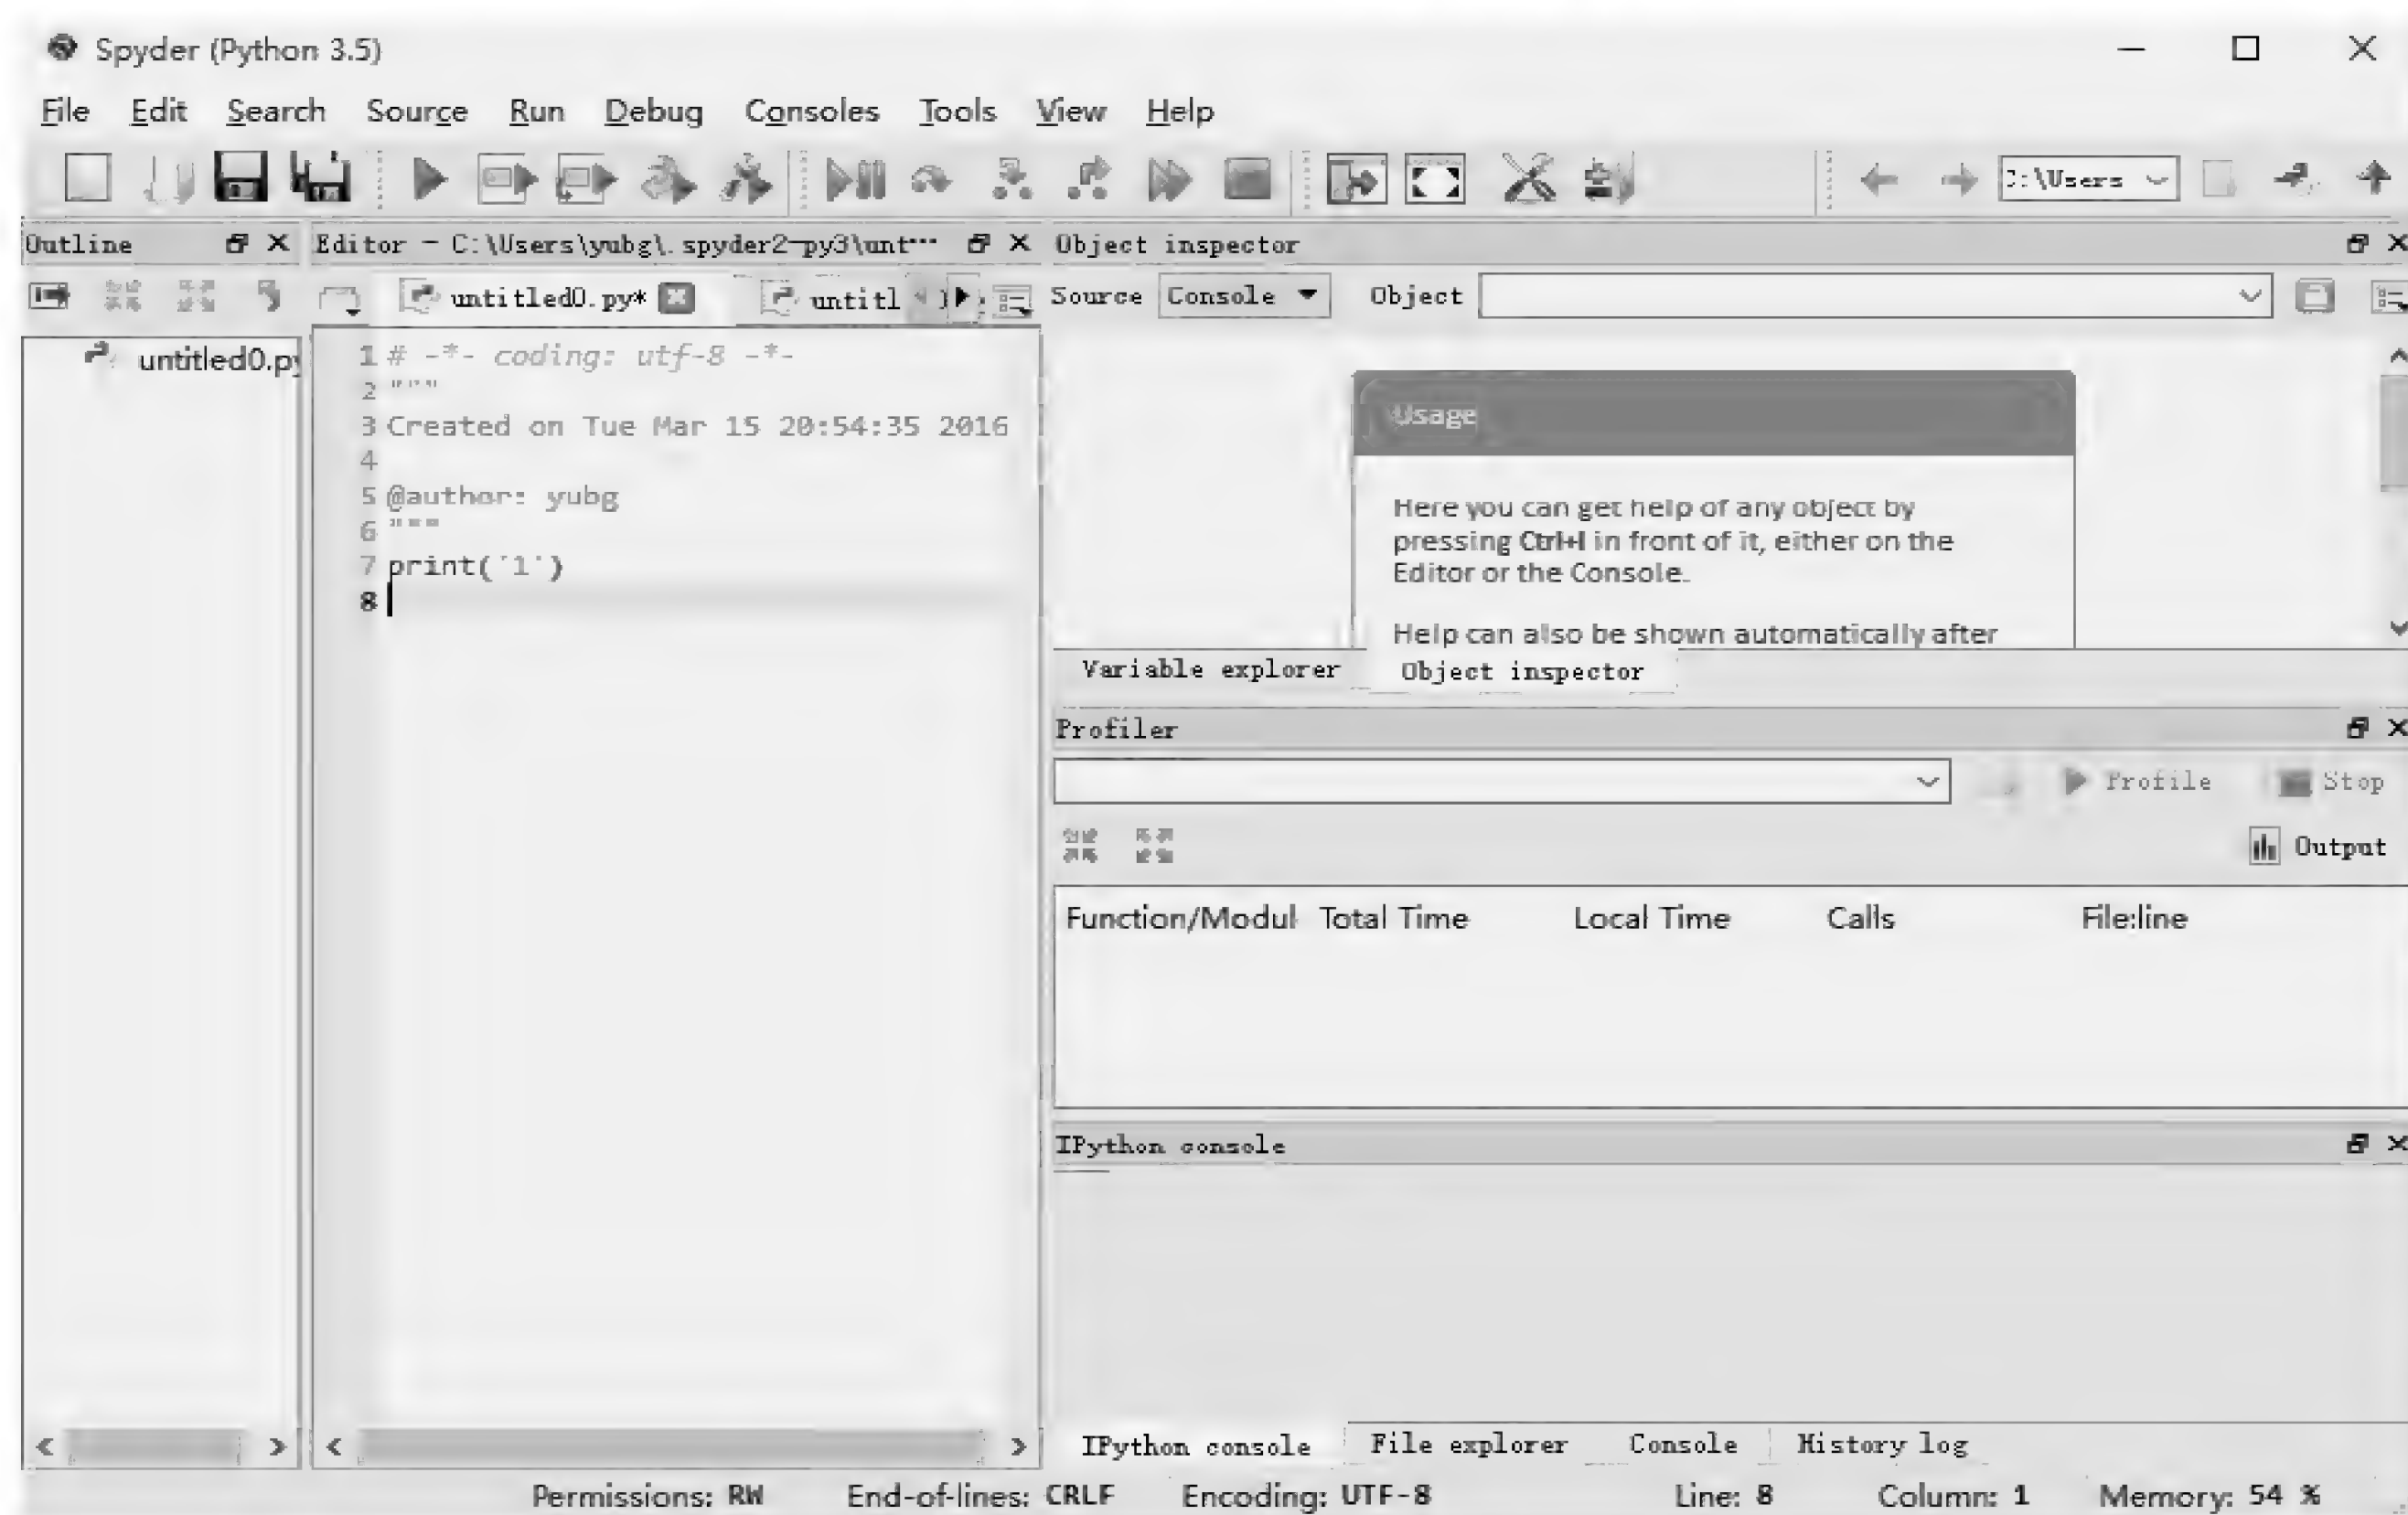 Spyder (Python 3.5)
File Edit Search Source Run Debug Consoles Tools View Help
:\Users
Outline
untitled0.py
Editor - C:\Users\yubg\.spyder2-py3\unt...
untitled0.py* untitl
1 # -*- coding: utf-8 -*-
2 """
3 Created on Tue Mar 15 20:54:35 2016
4
5 @author: yubg
6 """
7 print('1')
8
Object inspector
Source Console Object
Usage
Here you can get help of any object by
pressing Ctrl+I in front of it, either on the
Editor or the Console.
Help can also be shown automatically after
Variable explorer Object inspector
Profiler
Profile Stop
Output
Function/Modul Total Time Local Time Calls File:line
IPython console
IPython console File explorer Console History log
Permissions: RW End-of-lines: CRLF Encoding: UTF-8 Line: 8 Column: 1 Memory: 54 %